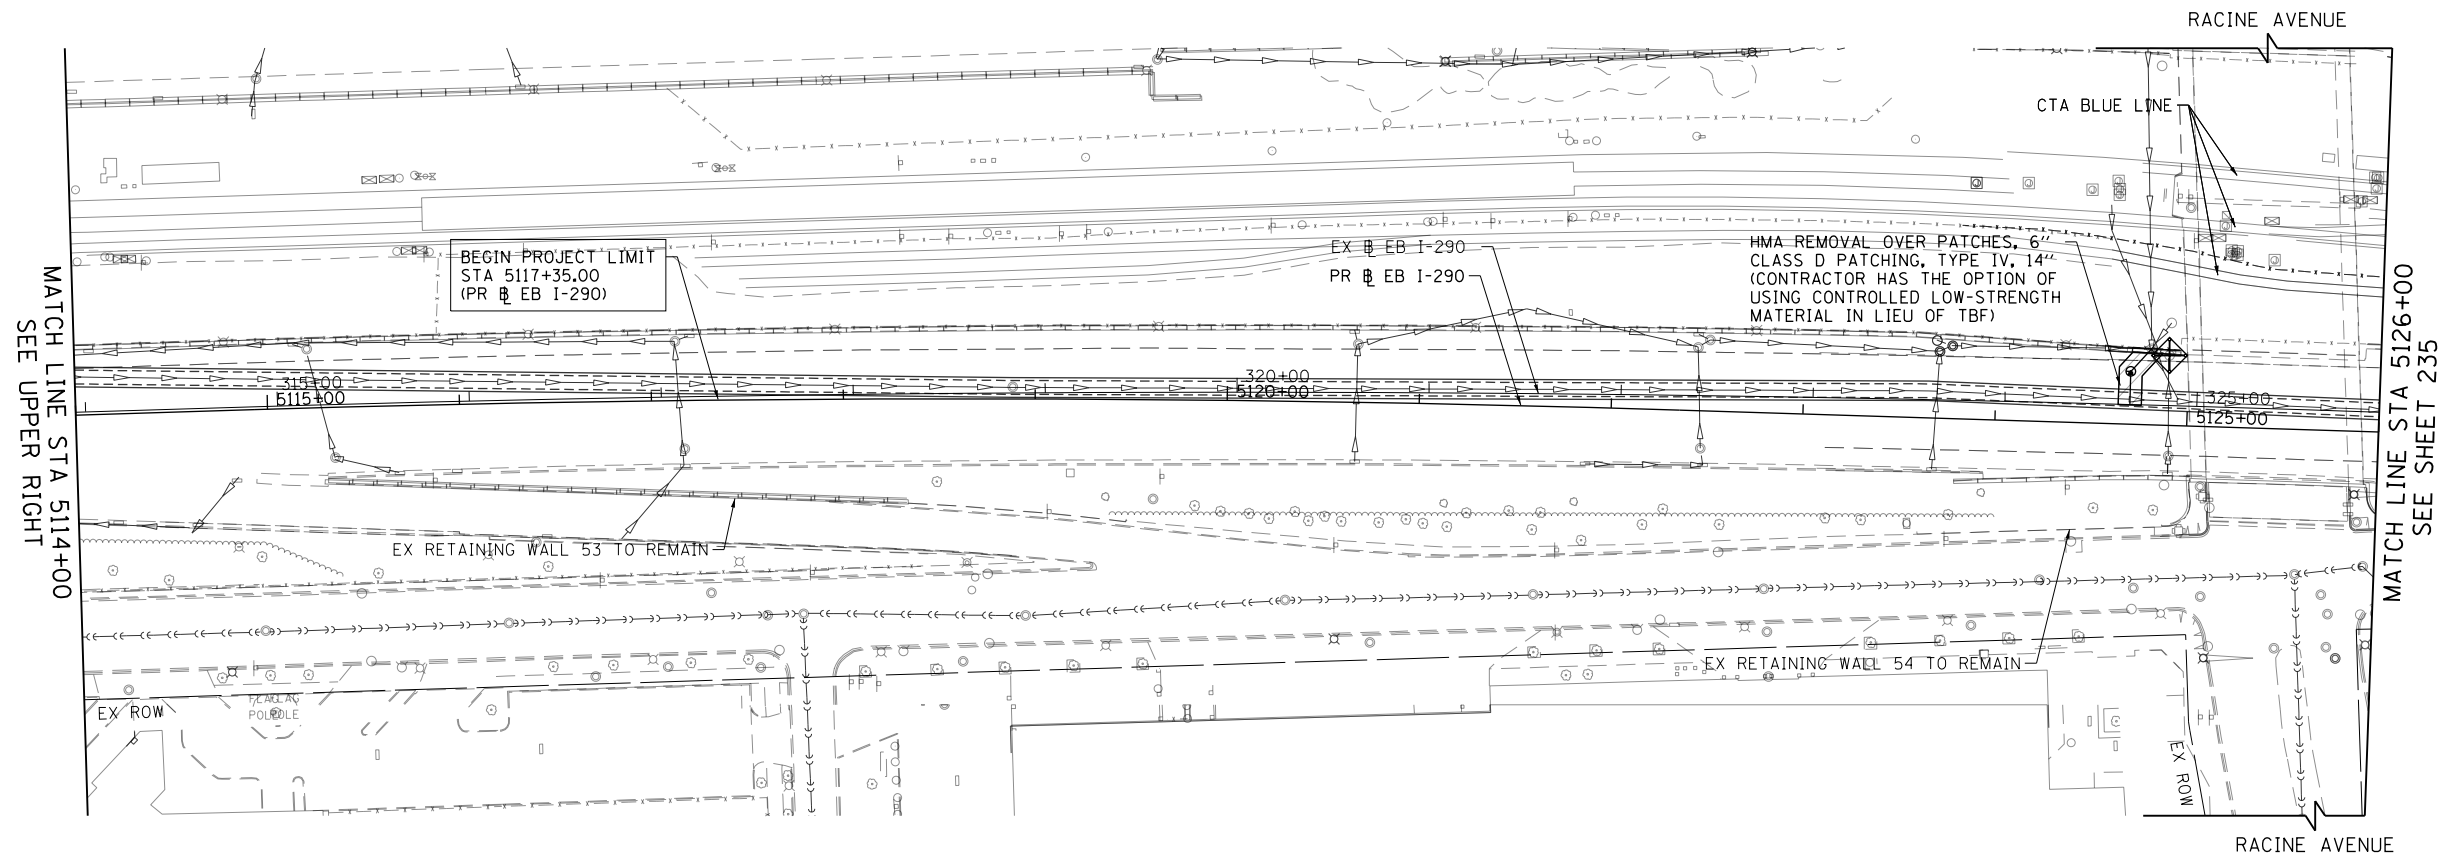 RACINE AVENUE
CTA BLUE LINE
MATCH LINE STA 5114+00
SEE UPPER RIGHT
BEGIN PROJECT LIMIT
STA 5117+35.00
(PR BL EB I-290)
EX BL EB I-290
PR BL EB I-290
HMA REMOVAL OVER PATCHES, 6"
CLASS D PATCHING, TYPE IV, 14"
(CONTRACTOR HAS THE OPTION OF
USING CONTROLLED LOW-STRENGTH
MATERIAL IN LIEU OF TBF)
MATCH LINE STA 5126+00
SEE SHEET 235
315+00
5115+00
320+00
5120+00
325+00
5125+00
EX RETAINING WALL 53 TO REMAIN
EX RETAINING WALL 54 TO REMAIN
EX ROW
EX ROW
RACINE AVENUE